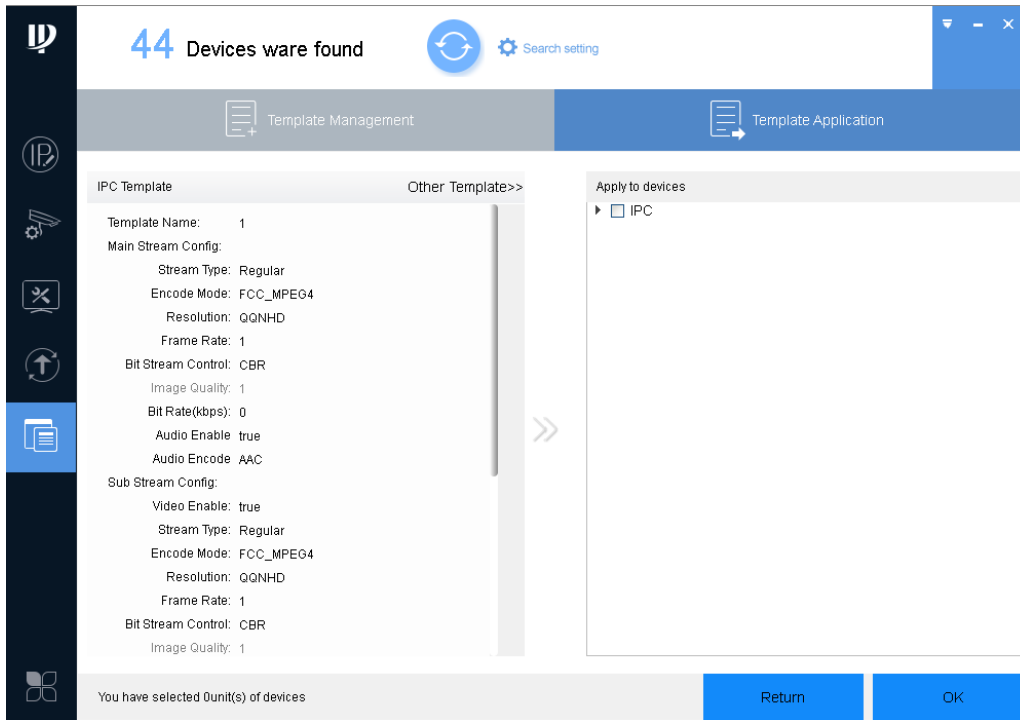 44 Devices ware found
Search setting
Template Management
Template Application
IP
IPC Template
Other Template>>
Apply to devices
IPC
Template Name: 1
Main Stream Config:
Stream Type: Regular
Encode Mode: FCC_MPEG4
Resolution: QQNHD
Frame Rate: 1
Bit Stream Control: CBR
Image Quality: 1
Bit Rate(kbps): 0
Audio Enable true
Audio Encode AAC
Sub Stream Config:
Video Enable: true
Stream Type: Regular
Encode Mode: FCC_MPEG4
Resolution: QQNHD
Frame Rate: 1
Bit Stream Control: CBR
Image Quality: 1
You have selected 0unit(s) of devices
Return
OK